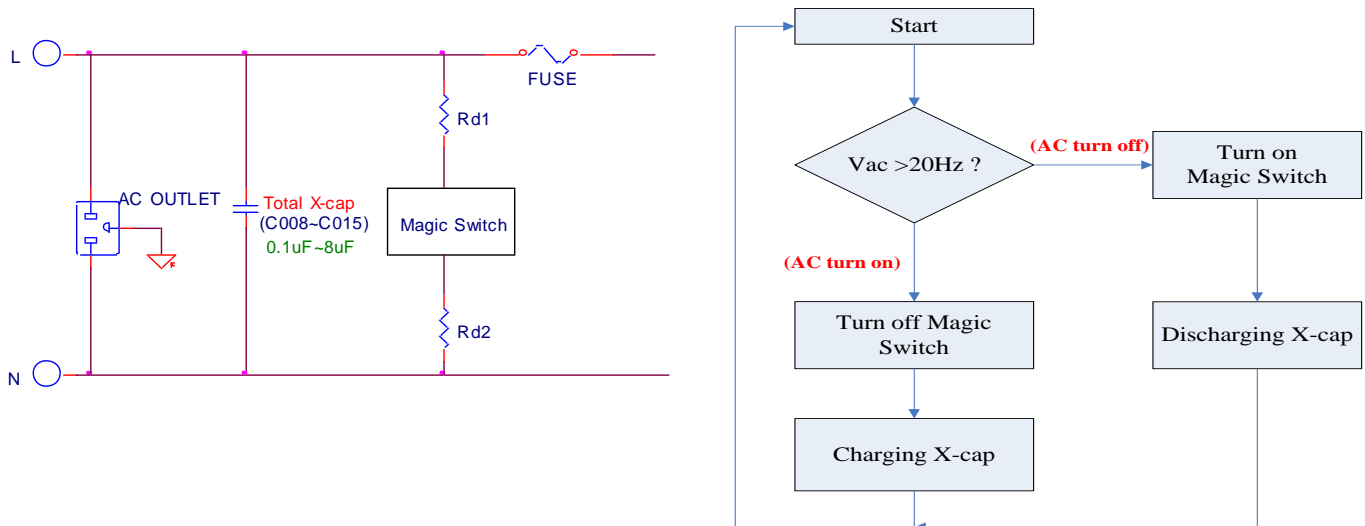 L
FUSE
Rd1
AC OUTLET
Total X-cap
(C008~C015)
0.1uF~8uF
Magic Switch
Rd2
N
Start
Vac >20Hz ?
(AC turn off)
Turn on
Magic Switch
(AC turn on)
Turn off Magic
Switch
Discharging X-cap
Charging X-cap